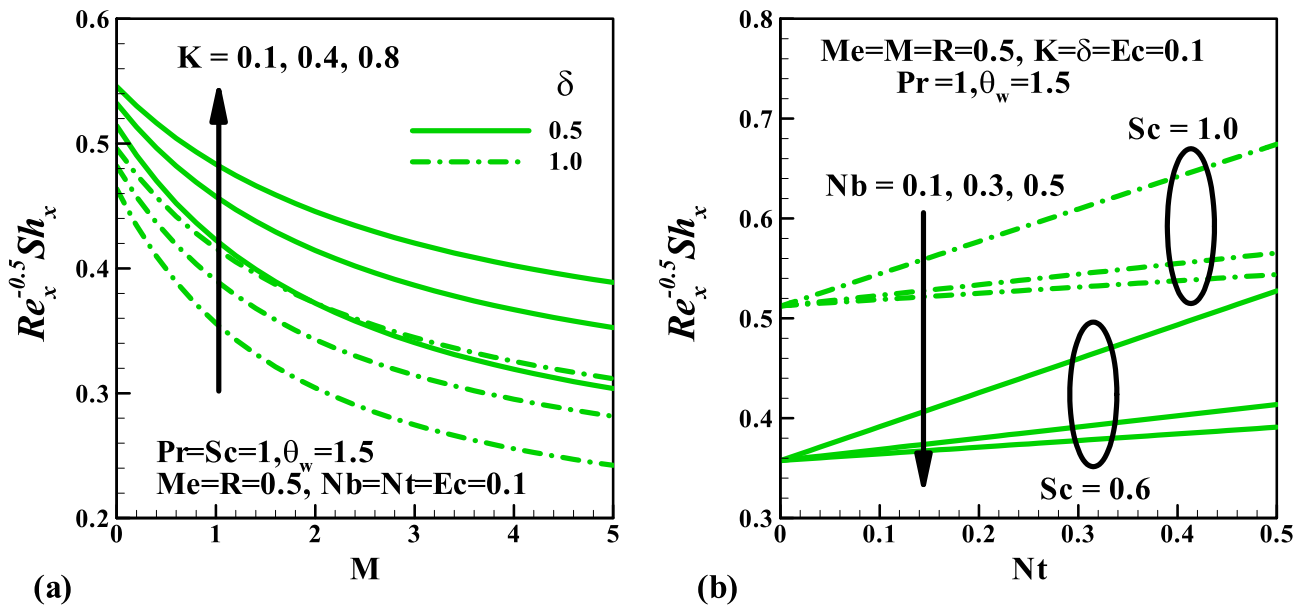 0.6
0.5
0.4
0.3
0.2
Re_x^{-0.5}Sh_x
K = 0.1, 0.4, 0.8
δ
0.5
1.0
Pr=Sc=1,θ_w=1.5
Me=R=0.5, Nb=Nt=Ec=0.1
0 1 2 3 4 5
M
(a)
0.8
0.7
0.6
0.5
0.4
0.3
Re_x^{-0.5}Sh_x
Me=M=R=0.5, K=δ=Ec=0.1
Pr=1,θ_w=1.5
Sc = 1.0
Nb = 0.1, 0.3, 0.5
Sc = 0.6
0 0.1 0.2 0.3 0.4 0.5
Nt
(b)